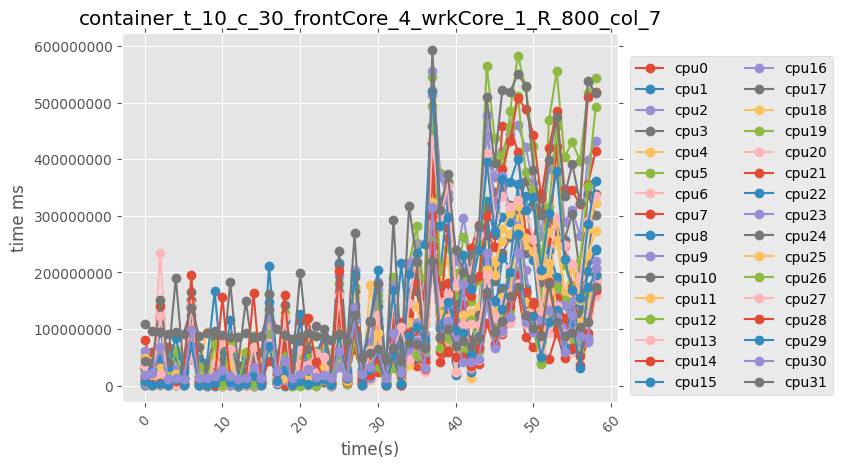 container_t_10_c_30_frontCore_4_wrkCore_1_R_800_col_7
600000000
500000000
400000000
300000000
200000000
100000000
0
time ms
0
10
20
30
40
50
60
time(s)
cpu0
cpu1
cpu2
cpu3
cpu4
cpu5
cpu6
cpu7
cpu8
cpu9
cpu10
cpu11
cpu12
cpu13
cpu14
cpu15
cpu16
cpu17
cpu18
cpu19
cpu20
cpu21
cpu22
cpu23
cpu24
cpu25
cpu26
cpu27
cpu28
cpu29
cpu30
cpu31